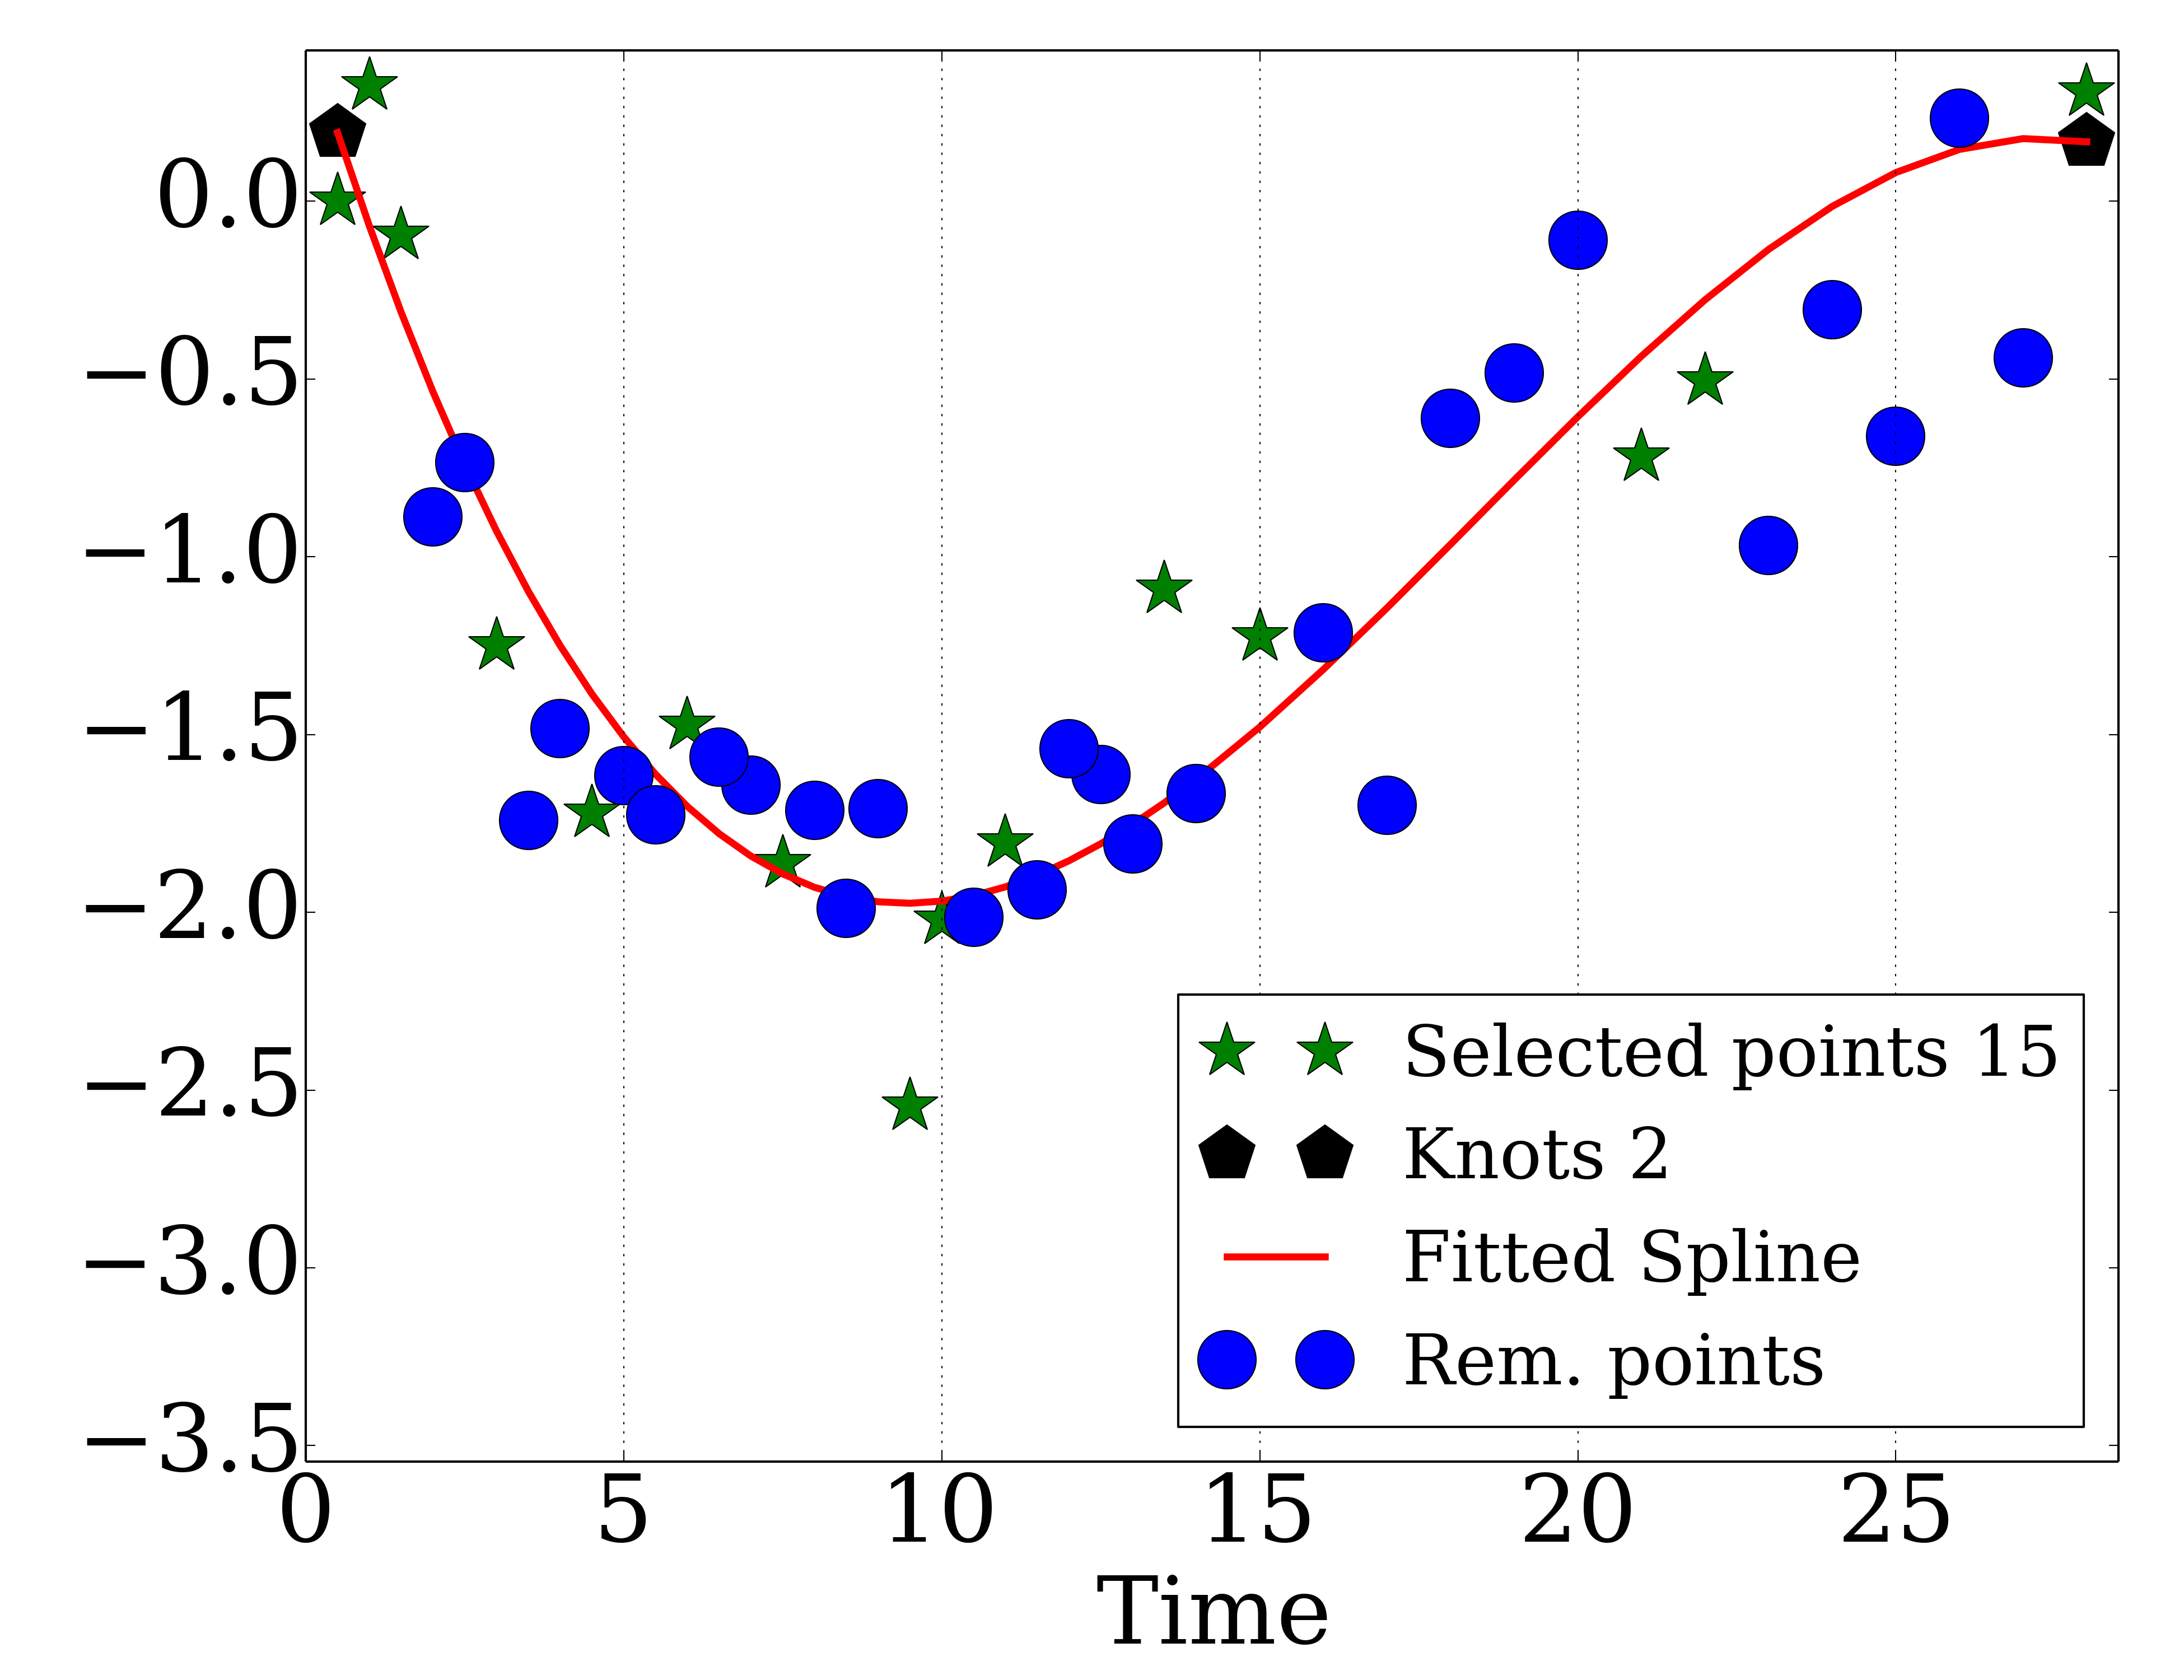 0.0
−0.5
−1.0
−1.5
−2.0
−2.5
−3.0
−3.5
0 5 10 15 20 25
Time
Selected points 15
Knots 2
Fitted Spline
Rem. points